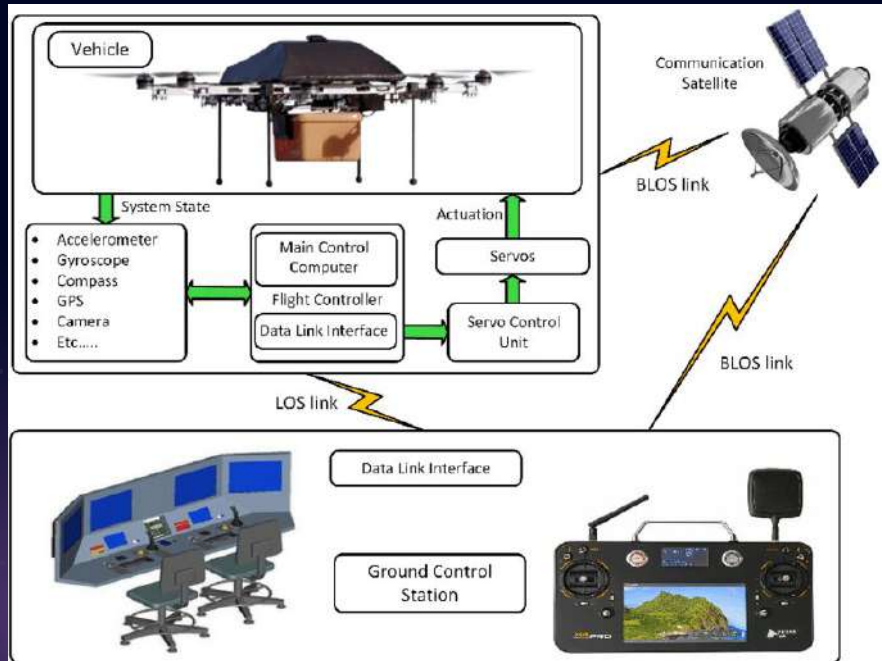 Vehicle
Communication
Satellite
BLOS link
System State
Actuation
• Accelerometer
• Gyroscope
• Compass
• GPS
• Camera
• Etc.....
Main Control
Computer
Flight Controller
Data Link Interface
Servos
Servo Control
Unit
BLOS link
LOS link
Data Link Interface
Ground Control
Station
PRO